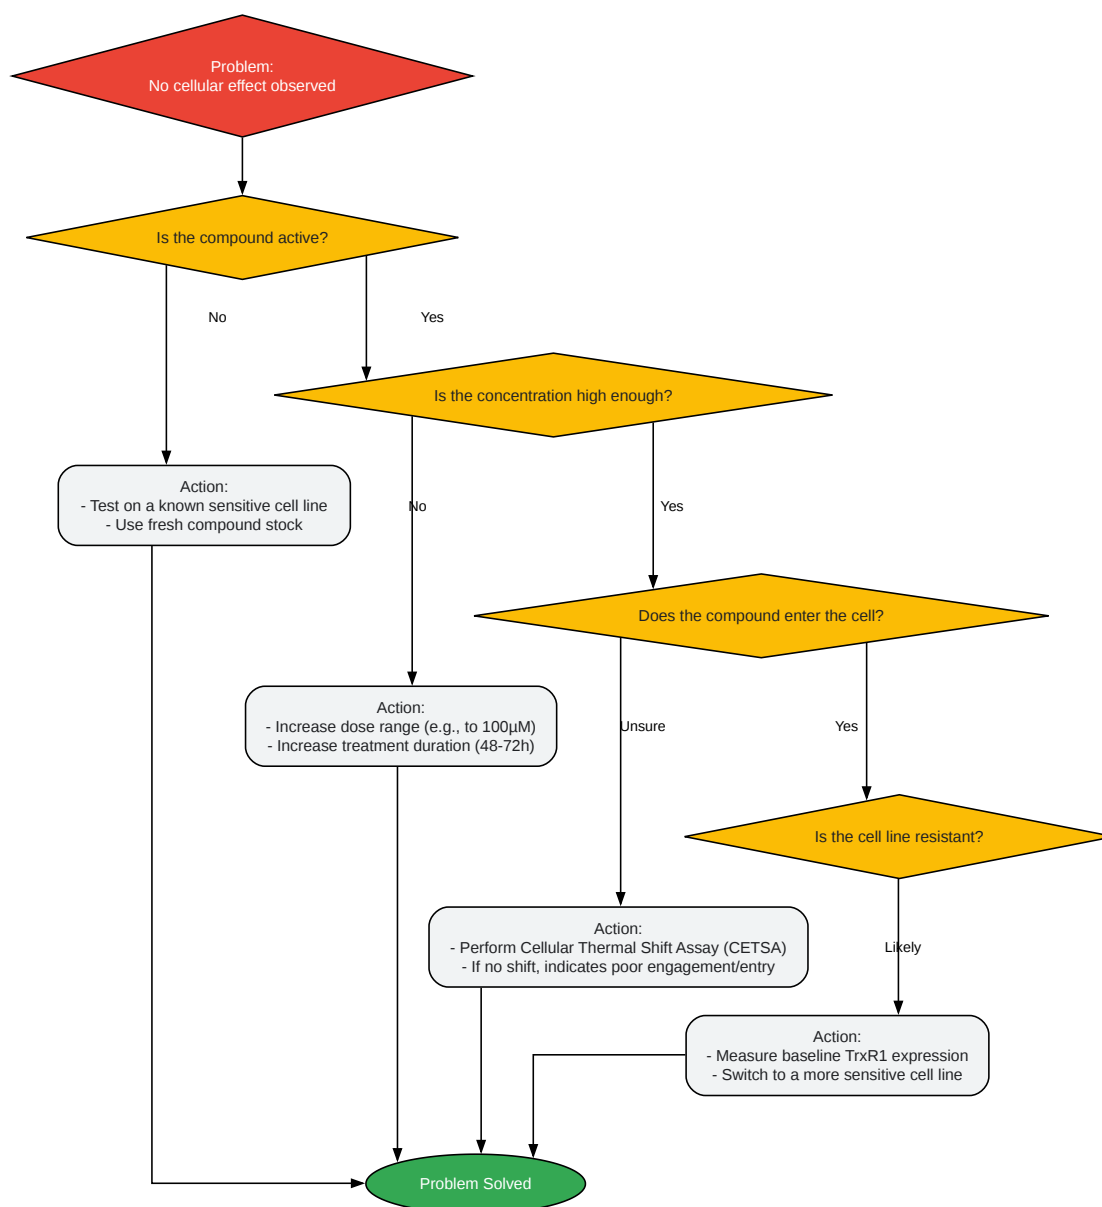 Problem:
No cellular effect observed
Is the compound active?
No
Yes
Is the concentration high enough?
Action:
- Test on a known sensitive cell line
- Use fresh compound stock
No
Yes
Does the compound enter the cell?
Action:
- Increase dose range (e.g., to 100µM)
- Increase treatment duration (48-72h)
Unsure
Yes
Is the cell line resistant?
Action:
- Perform Cellular Thermal Shift Assay (CETSA)
- If no shift, indicates poor engagement/entry
Likely
Action:
- Measure baseline TrxR1 expression
- Switch to a more sensitive cell line
Problem Solved